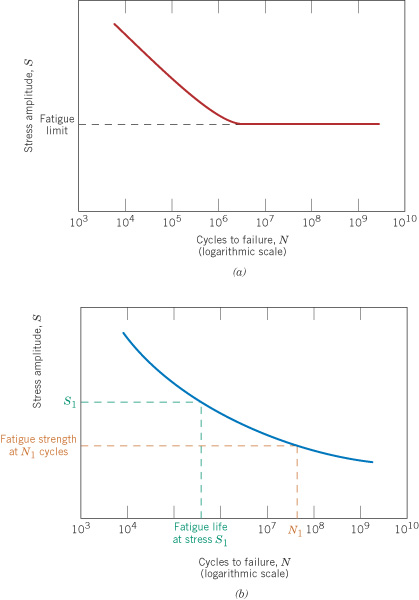 Stress amplitude, S
Fatigue
limit
10³ 10⁴ 10⁵ 10⁶ 10⁷ 10⁸ 10⁹ 10¹⁰
Cycles to failure, N
(logarithmic scale)
(a)
Stress amplitude, S
S₁
Fatigue strength
at N₁ cycles
10³ 10⁴ 10⁷ 10⁸ 10⁹ 10¹⁰
Fatigue life
at stress S₁
N₁
Cycles to failure, N
(logarithmic scale)
(b)